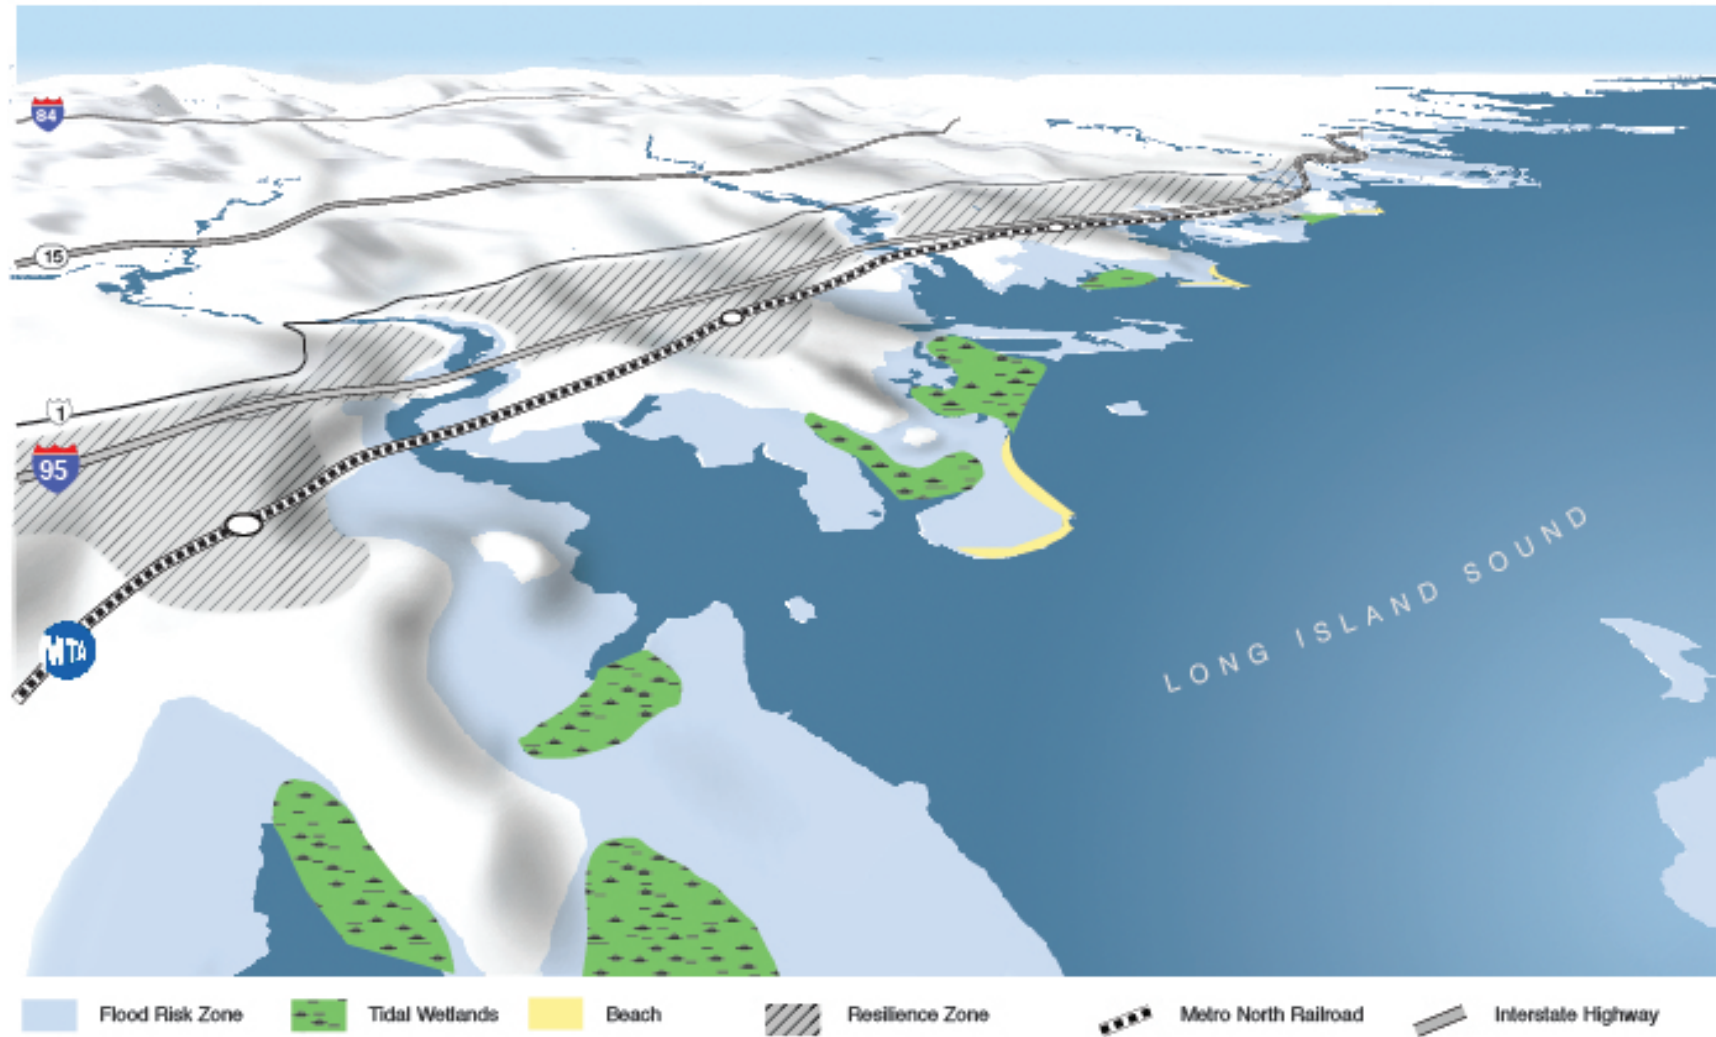 84
15
1
95
MTA
LONG ISLAND SOUND
Flood Risk Zone
Tidal Wetlands
Beach
Resilience Zone
Metro North Railroad
Interstate Highway